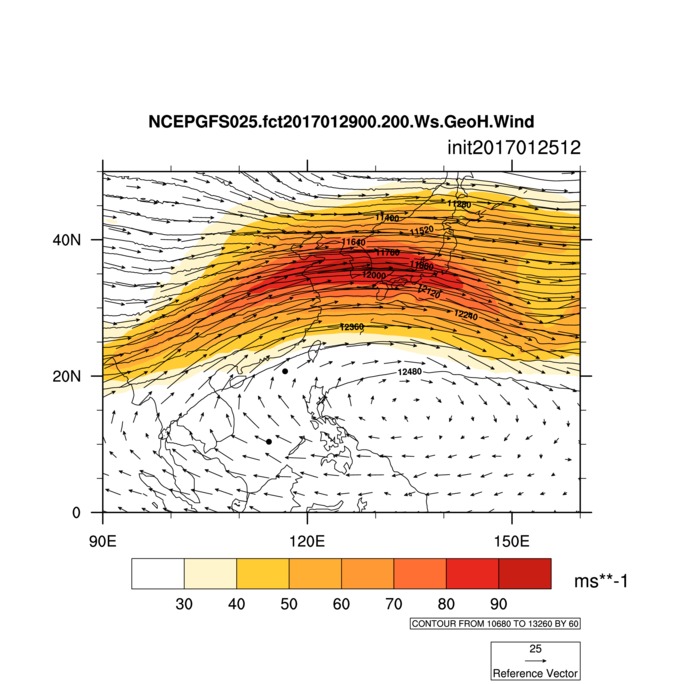 NCEPGFS025.fct2017012900.200.Ws.GeoH.Wind
init2017012512
11280
11400
11520
11640
11760
11880
12000
12120
12240
12360
12480
40N
20N
0
90E 120E 150E
30 40 50 60 70 80 90
ms**-1
CONTOUR FROM 10680 TO 13260 BY 60
25
Reference Vector